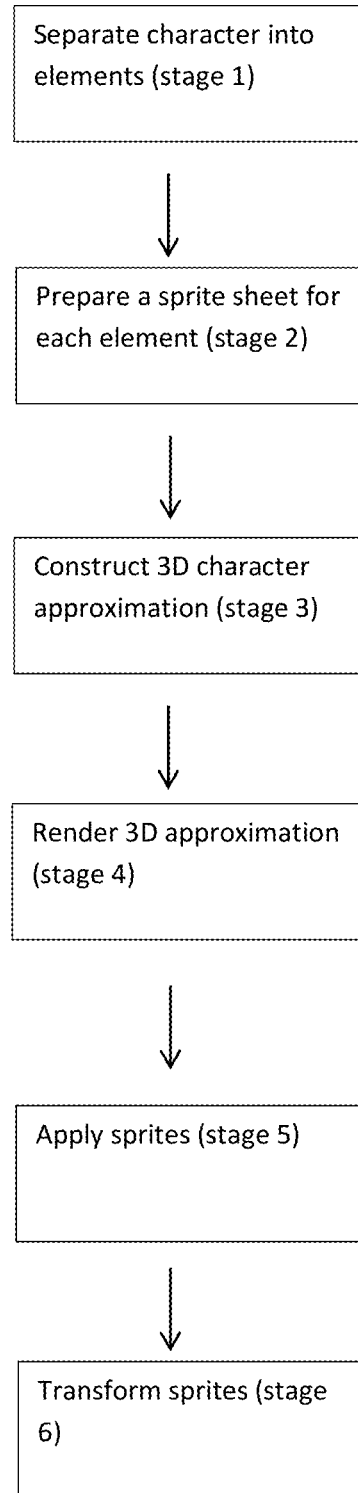 Separate character into
elements (stage 1)
Prepare a sprite sheet for
each element (stage 2)
Construct 3D character
approximation (stage 3)
Render 3D approximation
(stage 4)
Apply sprites (stage 5)
Transform sprites (stage
6)